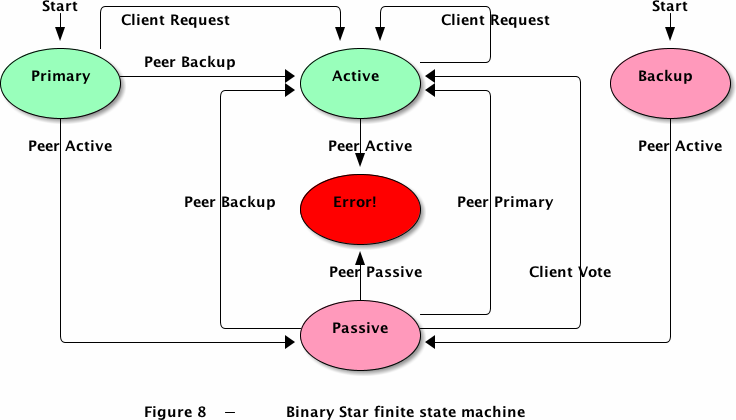 Start
Start
Client Request
Client Request
Peer Backup
Primary
Active
Backup
Peer Active
Peer Active
Peer Active
Peer Backup
Error!
Peer Primary
Peer Passive
Client Vote
Passive
Figure 8 — Binary Star finite state machine